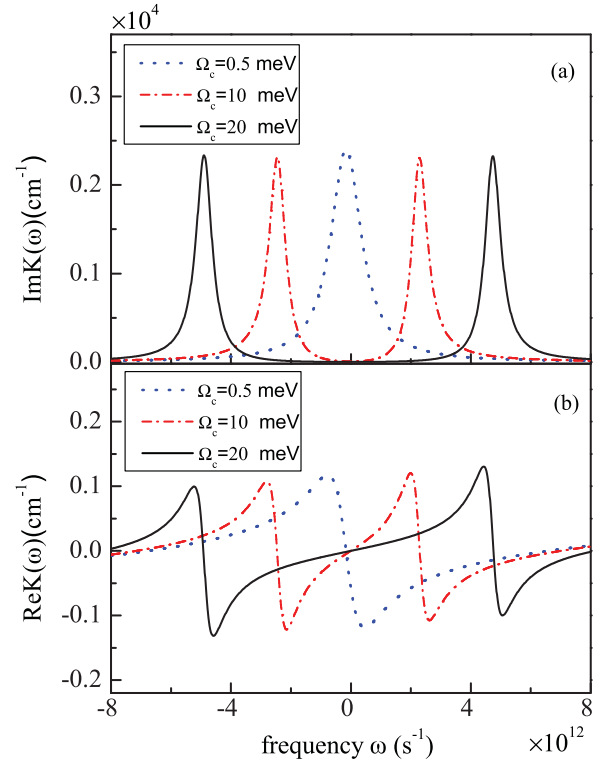 ×10⁴
Ω_c=0.5 meV
Ω_c=10 meV
Ω_c=20 meV
(a)
0.3
0.2
0.1
0.0
ImK(ω)(cm⁻¹)
Ω_c=0.5 meV
Ω_c=10 meV
Ω_c=20 meV
(b)
0.2
0.1
0.0
-0.1
-0.2
ReK(ω)(cm⁻¹)
-8 -4 0 4 8
frequency ω (s⁻¹) ×10¹²